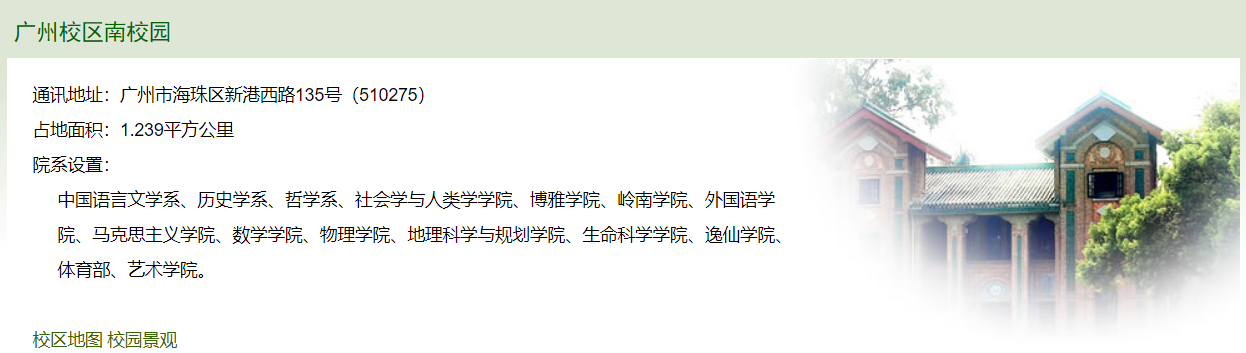 广州校区南校园
通讯地址：广州市海珠区新港西路135号（510275）
占地面积：1.239平方公里
院系设置：
中国语言文学系、历史学系、哲学系、社会学与人类学学院、博雅学院、岭南学院、外国语学
院、马克思主义学院、数学学院、物理学院、地理科学与规划学院、生命科学学院、逸仙学院、
体育部、艺术学院。
校区地图 校园景观